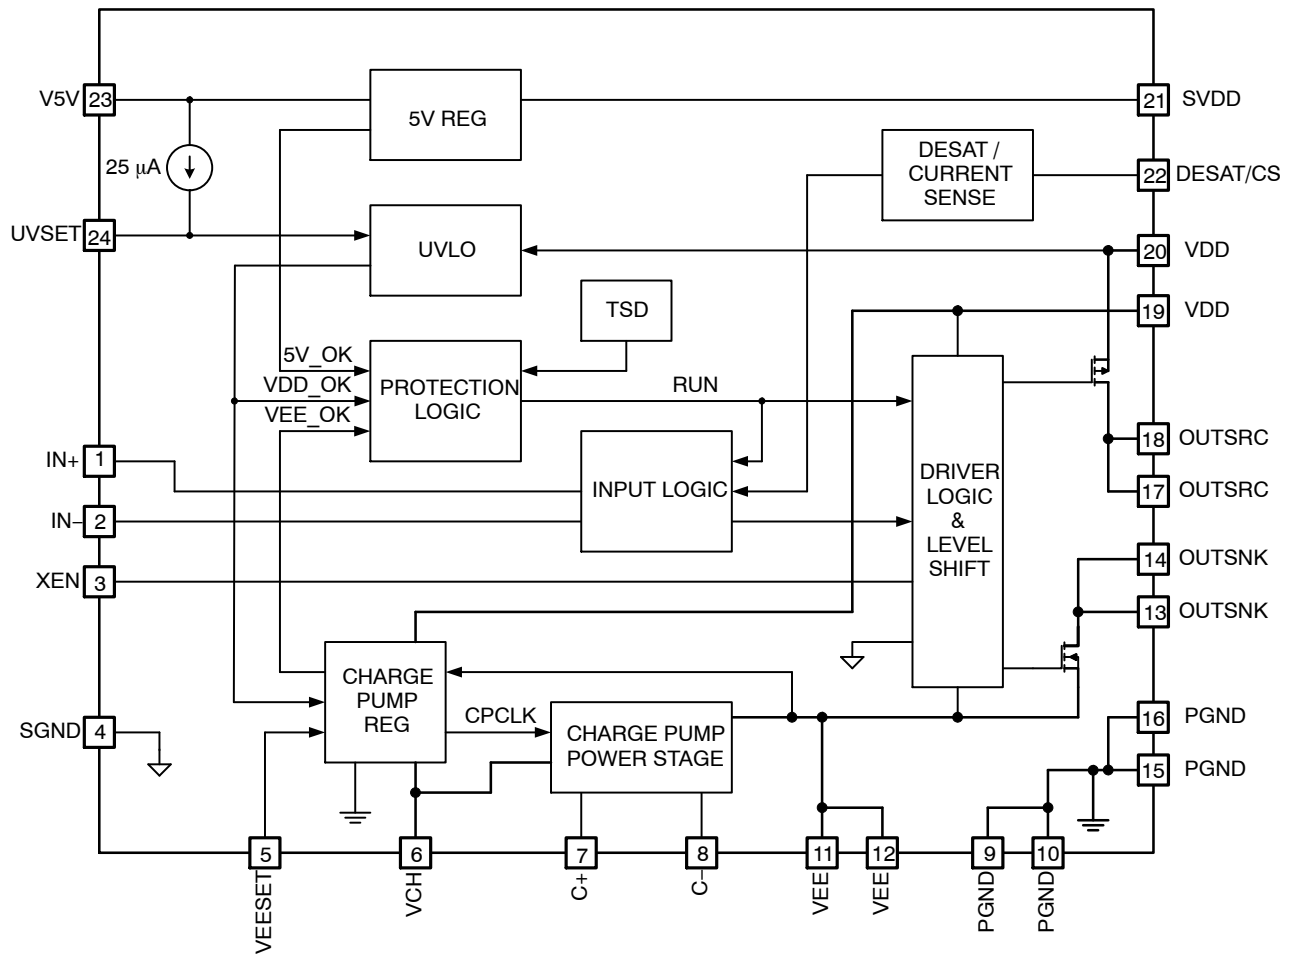 V5V 23
5V REG
21 SVDD
25 µA
DESAT /
CURRENT
SENSE
22 DESAT/CS
UVSET 24
UVLO
20 VDD
TSD
19 VDD
5V_OK
VDD_OK
VEE_OK
PROTECTION
LOGIC
RUN
IN+ 1
INPUT LOGIC
DRIVER
LOGIC
&
LEVEL
SHIFT
18 OUTSRC
17 OUTSRC
IN– 2
XEN 3
14 OUTSNK
13 OUTSNK
CHARGE
PUMP
REG
CPCLK
CHARGE PUMP
POWER STAGE
SGND 4
16 PGND
15 PGND
5 VEESET
6 VCH
7 C+
8 C–
11 VEE
12 VEE
9 PGND
10 PGND